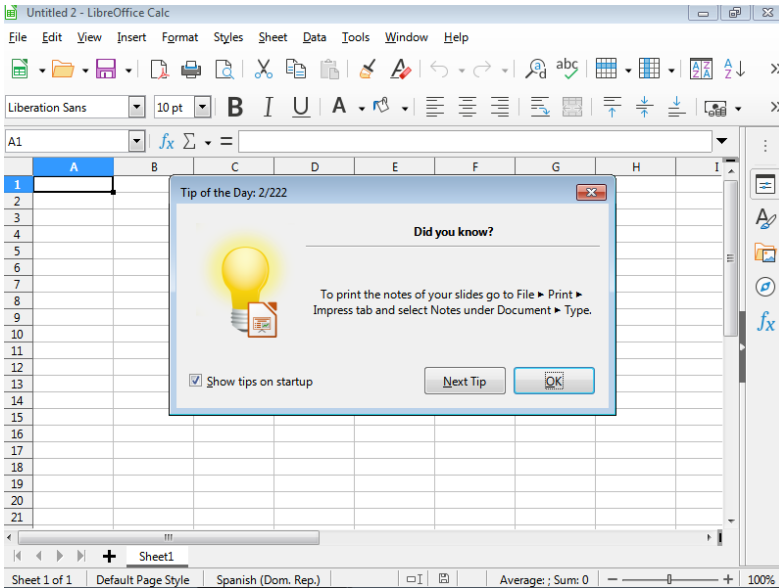 Untitled 2 - LibreOffice Calc
File Edit View Insert Format Styles Sheet Data Tools Window Help
Liberation Sans 10 pt B I U A
A1 fx Σ =
A B C D E F G H I
1
2
3
4
5
6
7
8
9
10
11
12
13
14
15
16
17
18
19
20
21
Tip of the Day: 2/222
Did you know?
To print the notes of your slides go to File ► Print ►
Impress tab and select Notes under Document ► Type.
Show tips on startup Next Tip OK
Sheet1
Sheet 1 of 1 Default Page Style Spanish (Dom. Rep.) Average: ; Sum: 0 100%